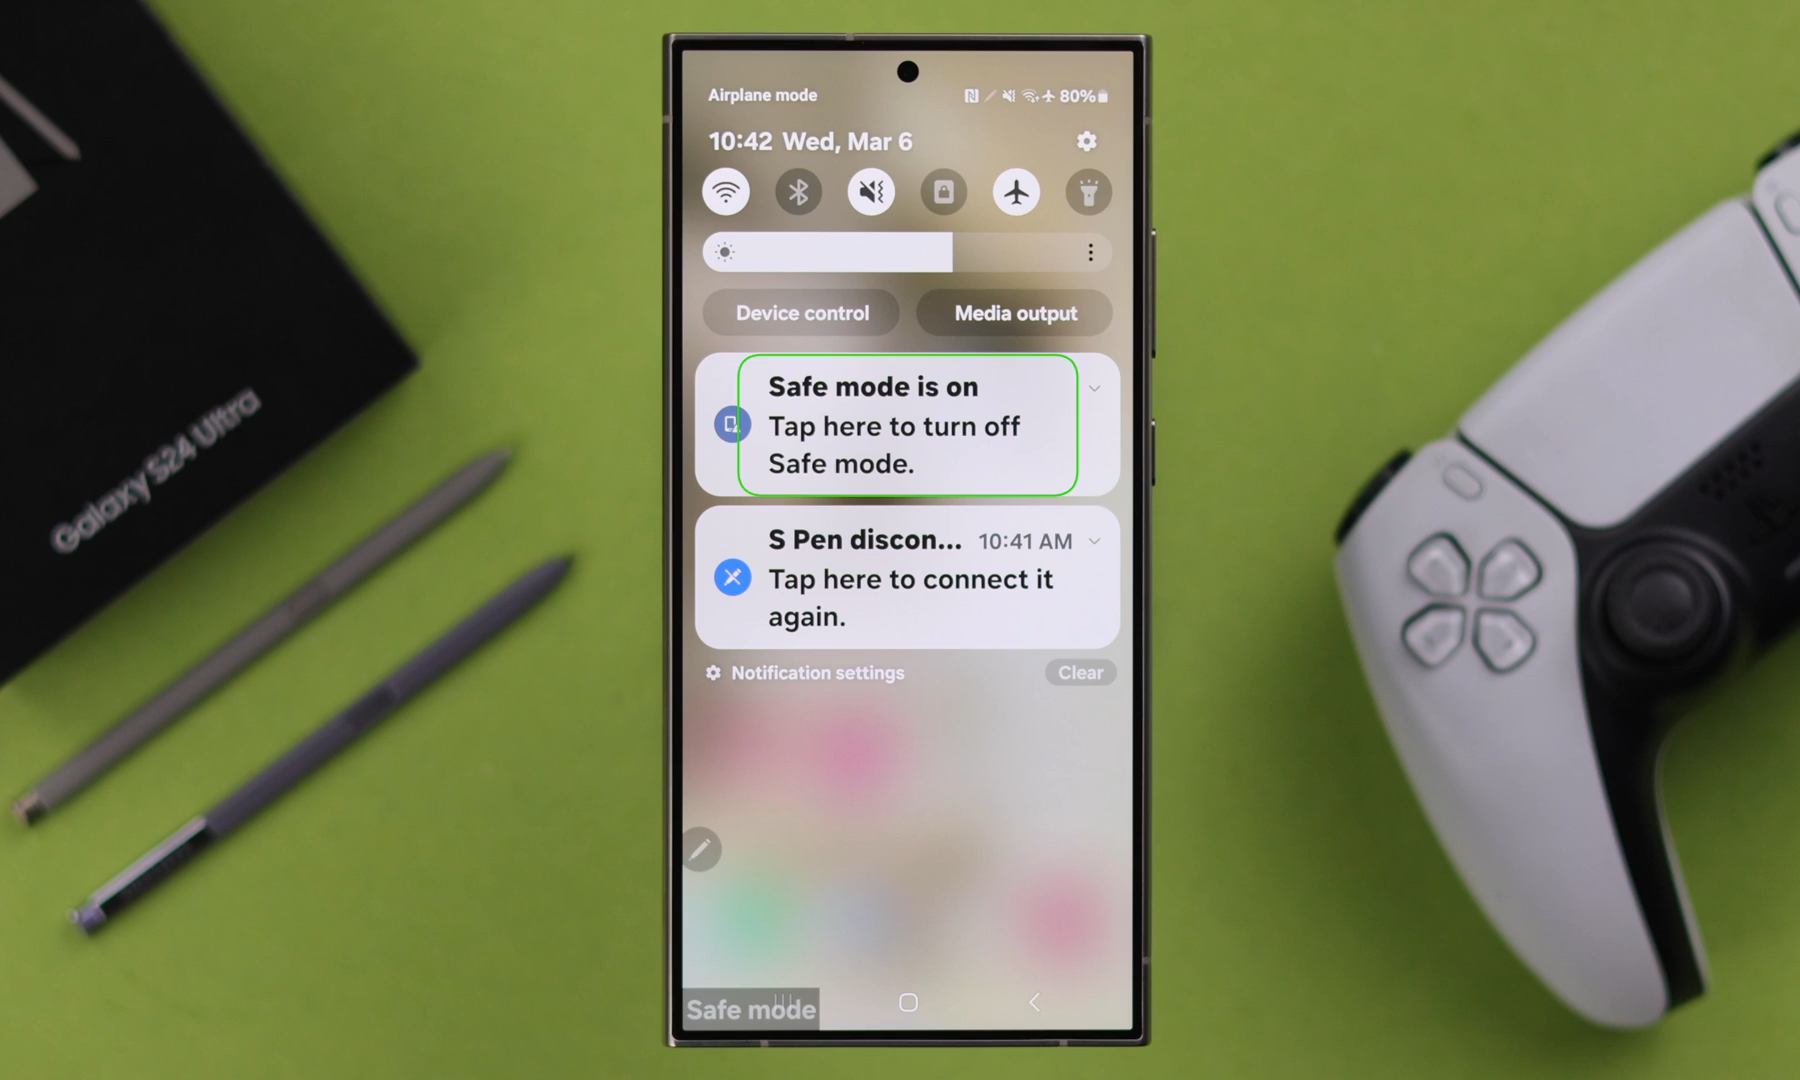 Airplane mode
80%
10:42 Wed, Mar 6
Device control
Media output
Safe mode is on
Tap here to turn off
Safe mode.
S Pen discon... 10:41 AM
Tap here to connect it
again.
Notification settings
Clear
Safe mode
Galaxy S24 Ultra